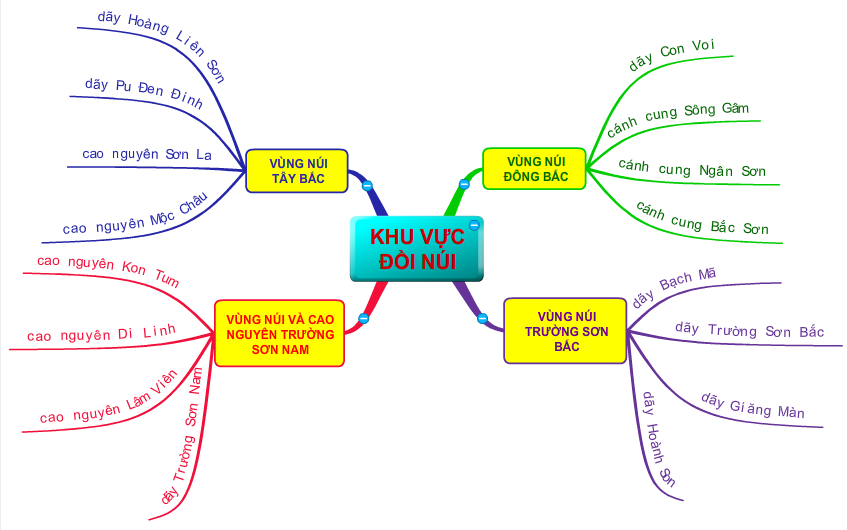 dãy Hoàng Liên Sơn
dãy Pu Đen Đinh
cao nguyên Sơn La
cao nguyên Mộc Châu
VÙNG NÚI
TÂY BẮC
dãy Con Voi
cánh cung Sông Gâm
cánh cung Ngân Sơn
cánh cung Bắc Sơn
VÙNG NÚI
ĐÔNG BẮC
KHU VỰC
ĐỒI NÚI
cao nguyên Kon Tum
cao nguyên Di Linh
cao nguyên Lâm Viên
dãy Trường Sơn Nam
VÙNG NÚI VÀ CAO
NGUYÊN TRƯỜNG
SƠN NAM
dãy Bạch Mã
dãy Trường Sơn Bắc
dãy Giăng Màn
dãy Hoành Sơn
VÙNG NÚI
TRƯỜNG SƠN
BẮC